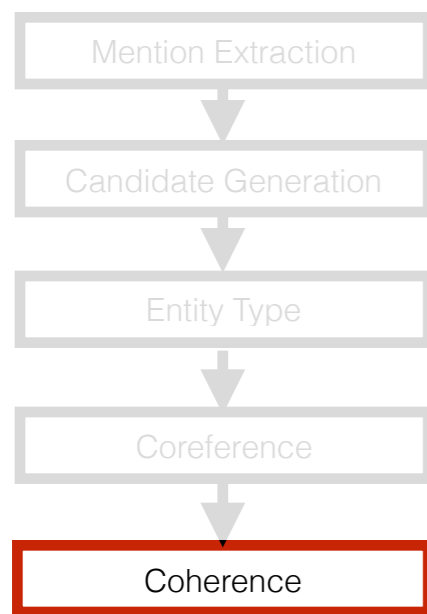 Mention Extraction
Candidate Generation
Entity Type
Coreference
Coherence